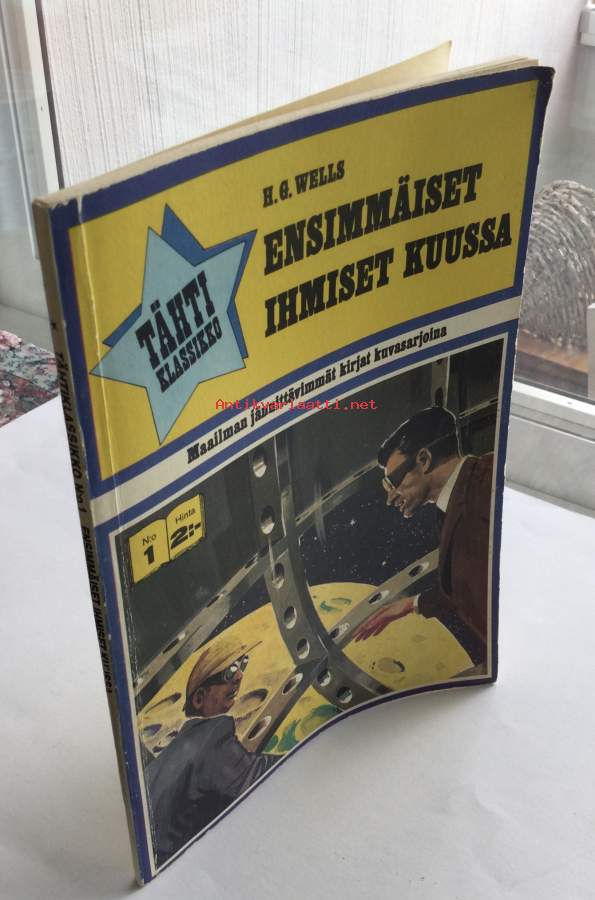 H.G. WELLS
ENSIMMÄISET
IHMISET KUUSSA
TÄHTI
KLASSIKKO
Maailman jännittävimmät kirjat kuvasarjoina
Antikvariaatti.net
N:o
1
Hinta
2:-
TÄHTIKLASSIKKO No 1 ENSIMMÄISET IHMISET KUUSSA